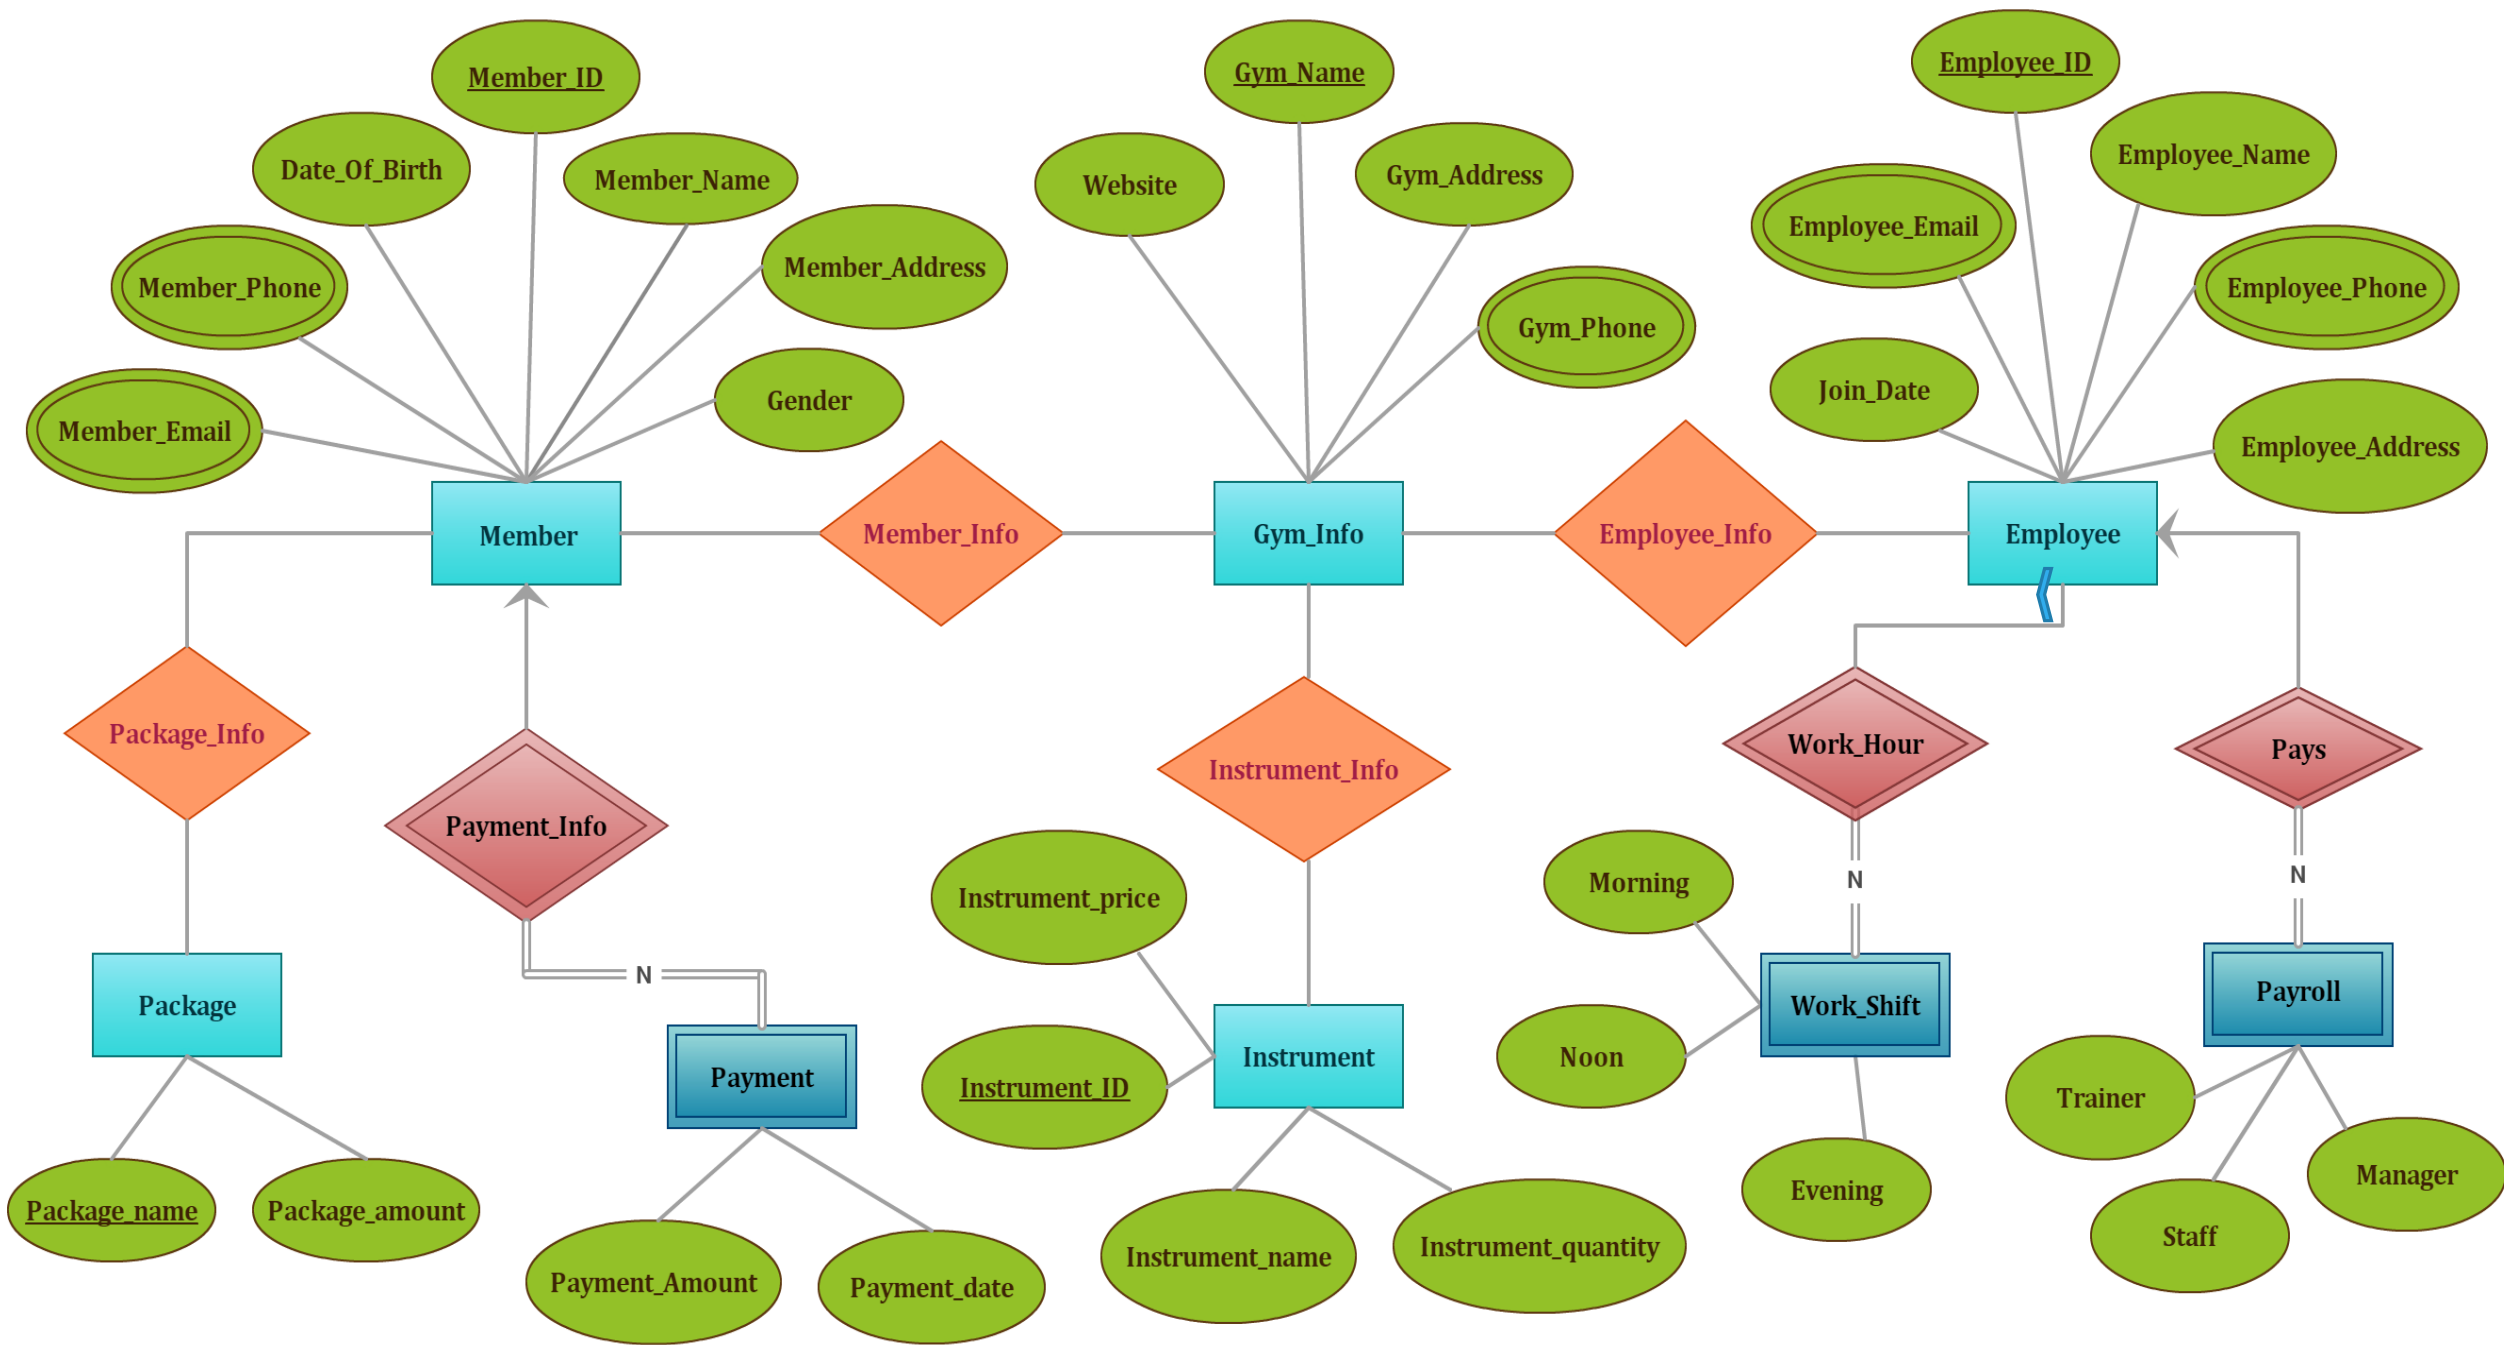 Member_ID
Gym_Name
Employee_ID
Date_Of_Birth
Member_Name
Website
Gym_Address
Employee_Name
Employee_Email
Member_Phone
Member_Address
Gym_Phone
Employee_Phone
Member_Email
Gender
Join_Date
Employee_Address
Member
Member_Info
Gym_Info
Employee_Info
Employee
Package_Info
Payment_Info
Instrument_Info
Work_Hour
Pays
Instrument_price
Morning
N
N
N
Package
Payment
Instrument_ID
Instrument
Noon
Work_Shift
Payroll
Trainer
Manager
Evening
Staff
Package_name
Package_amount
Payment_Amount
Payment_date
Instrument_name
Instrument_quantity